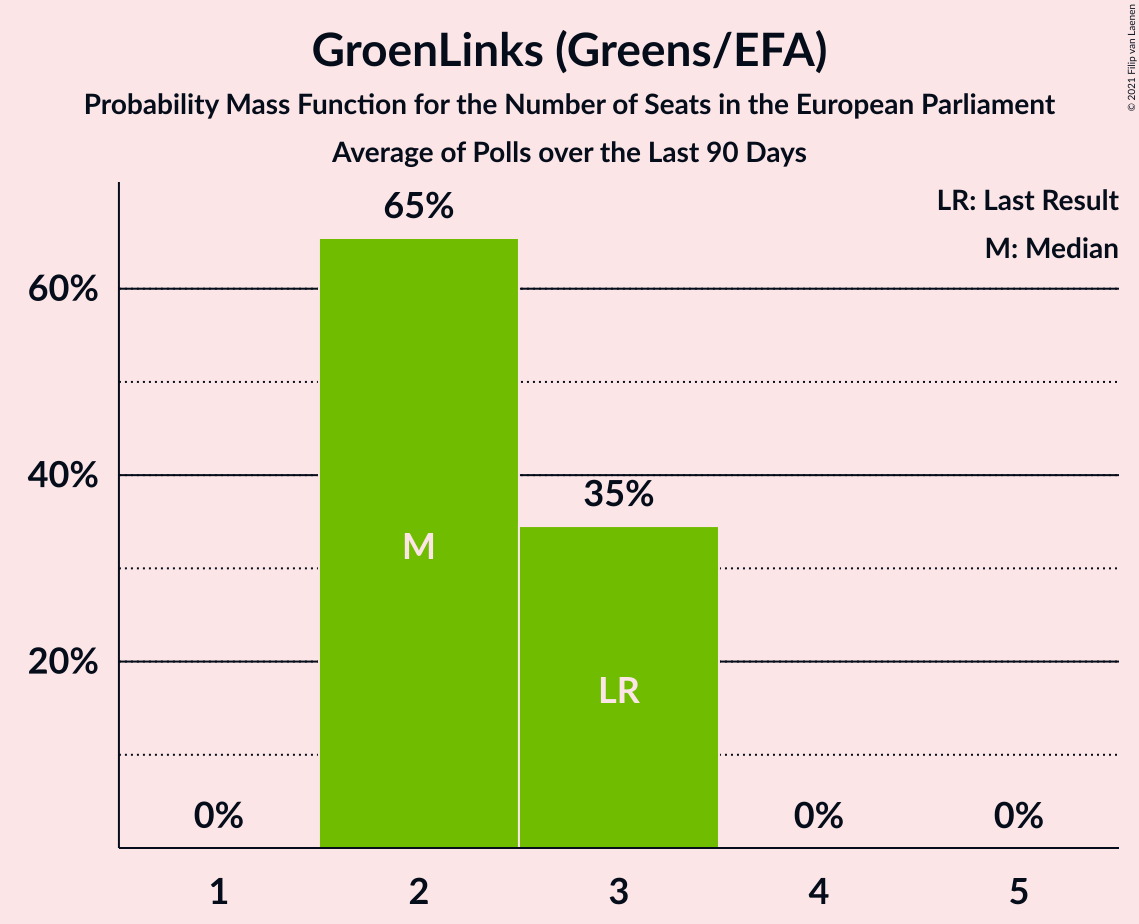 GroenLinks (Greens/EFA)
Probability Mass Function for the Number of Seats in the European Parliament
Average of Polls over the Last 90 Days
© 2021 Filip van Laenen
LR: Last Result
M: Median
65%
60%
40%
35%
M
20%
LR
0%
0%
0%
1
2
3
4
5